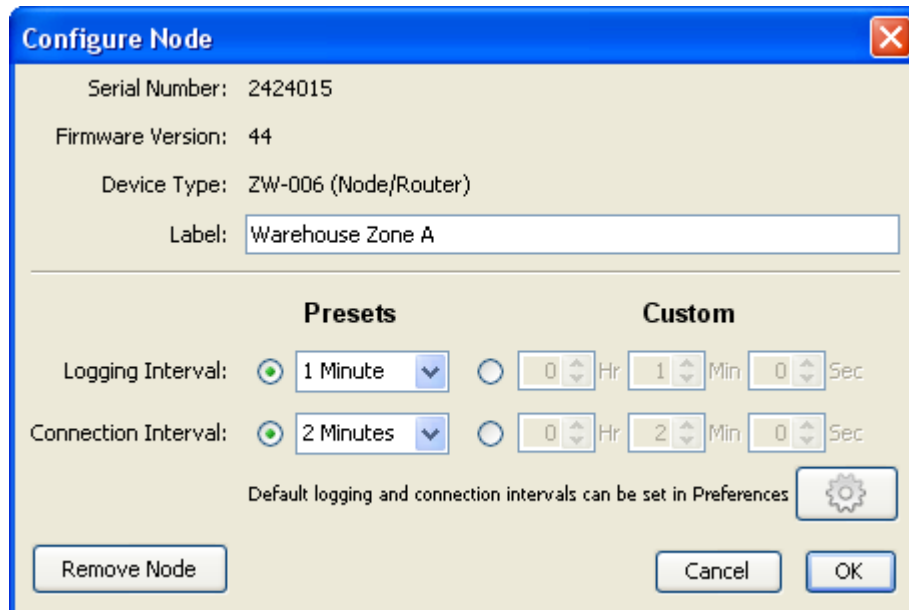 Configure Node
Serial Number: 2424015
Firmware Version: 44
Device Type: ZW-006 (Node/Router)
Label: Warehouse Zone A
Presets Custom
Logging Interval: 1 Minute 0 Hr 1 Min 0 Sec
Connection Interval: 2 Minutes 0 Hr 2 Min 0 Sec
Default logging and connection intervals can be set in Preferences
Remove Node Cancel OK